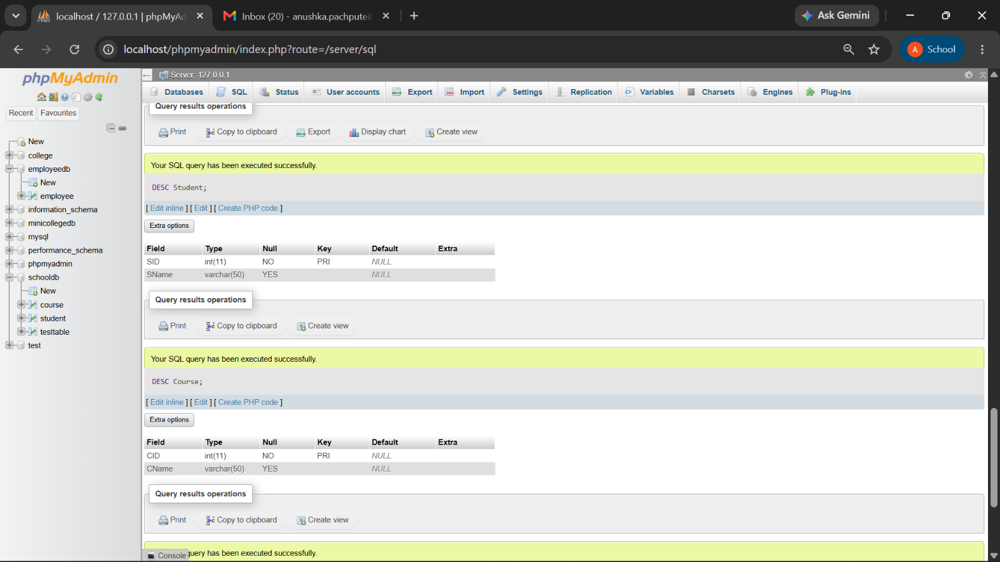 localhost / 127.0.0.1 | phpMyAd
Inbox (20) - anushka.pachpute@
Ask Gemini
localhost/phpmyadmin/index.php?route=/server/sql
A School
phpMyAdmin
Recent Favourites
New
college
employeedb
New
employee
information_schema
minicollegedb
mysql
performance_schema
phpmyadmin
schooldb
New
course
student
testtable
test
Server: 127.0.0.1
Databases SQL Status User accounts Export Import Settings Replication Variables Charsets Engines Plug-ins
Query results operations
Print Copy to clipboard Export Display chart Create view
Your SQL query has been executed successfully.
DESC Student;
[ Edit inline ] [ Edit ] [ Create PHP code ]
Extra options
Field Type Null Key Default Extra
SID int(11) NO PRI NULL
SName varchar(50) YES NULL
Query results operations
Print Copy to clipboard Create view
Your SQL query has been executed successfully.
DESC Course;
[ Edit inline ] [ Edit ] [ Create PHP code ]
Extra options
Field Type Null Key Default Extra
CID int(11) NO PRI NULL
CName varchar(50) YES NULL
Query results operations
Print Copy to clipboard Create view
Console query has been executed successfully.